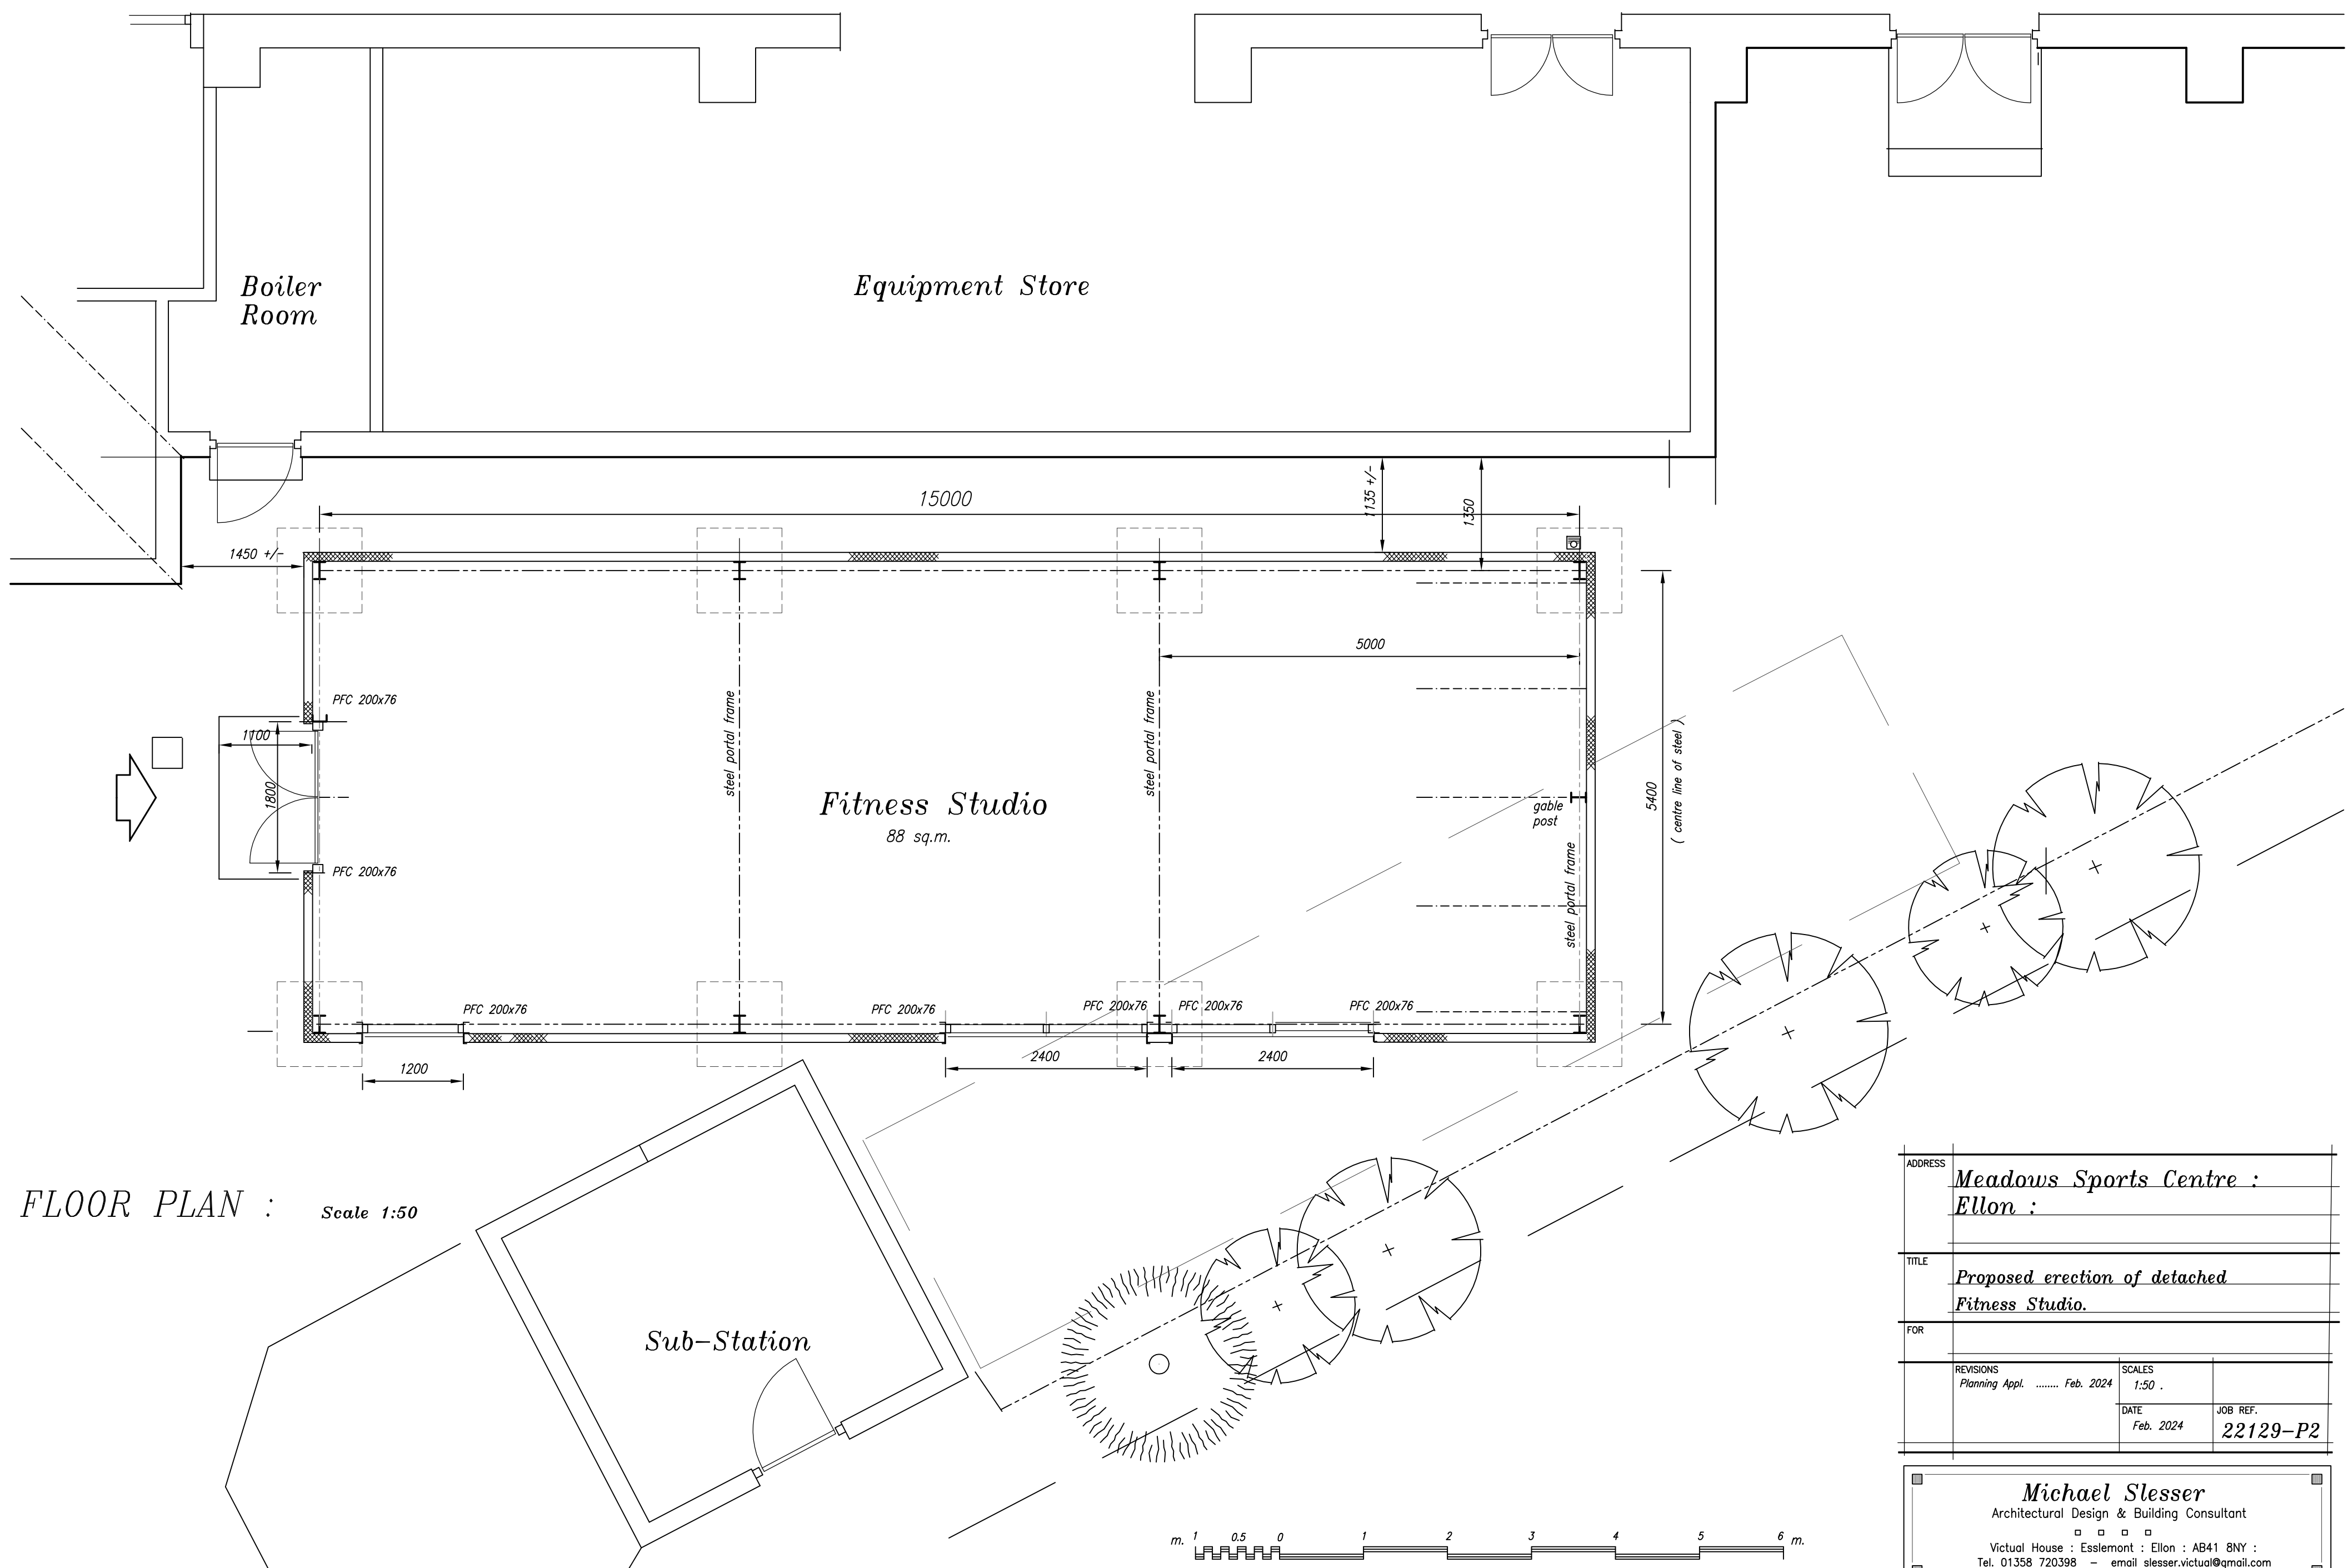 Boiler
Room
Equipment Store
15000
1135 +/-
1350
1450 +/-
5000
PFC 200x76
steel portal frame
steel portal frame
1100
1800
5400
( centre line of steel )
Fitness Studio
88 sq.m.
gable
post
steel portal frame
PFC 200x76
PFC 200x76
PFC 200x76
PFC 200x76
PFC 200x76
PFC 200x76
1200
2400
2400
FLOOR PLAN : Scale 1:50
Sub-Station
ADDRESS
Meadows Sports Centre :
Ellon :
TITLE
Proposed erection of detached
Fitness Studio.
FOR
REVISIONS
Planning Appl. ........ Feb. 2024
SCALES
1:50 .
DATE
Feb. 2024
JOB REF.
22129-P2
Michael Slesser
Architectural Design & Building Consultant
Victual House : Esslemont : Ellon : AB41 8NY :
Tel. 01358 720398 – email slesser.victual@gmail.com
m. 1 0.5 0 1 2 3 4 5 6 m.